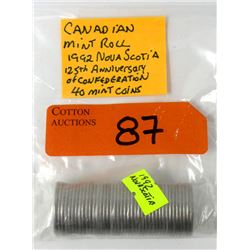 CANADIAN
MINT ROLL
1992 NOVA SCOTIA
125th ANNIVERSARY
OF CONFEDERATION
40 MINT COINS
COTTON
AUCTIONS
87
1992
NOVA SCOTIA